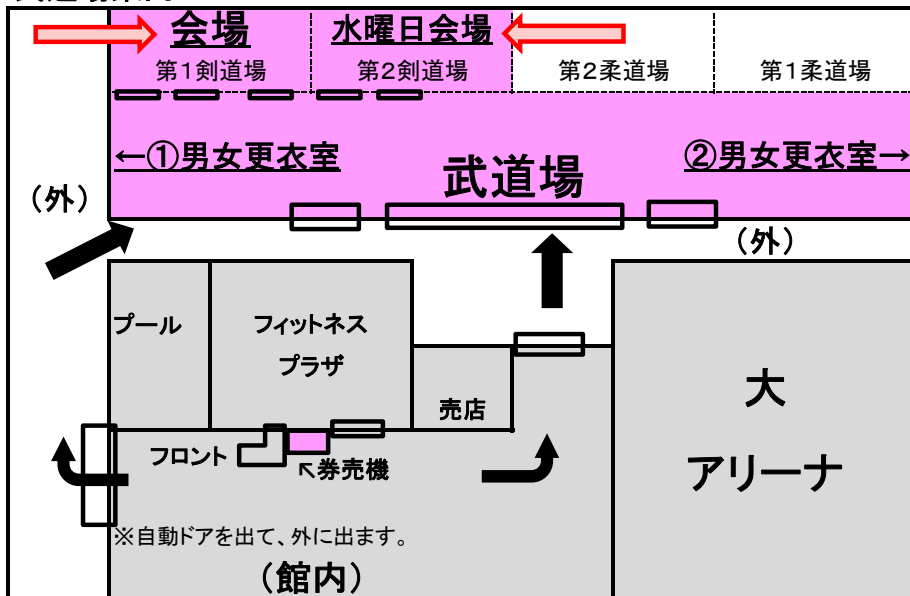 会場
水曜日会場
第1剣道場
第2剣道場
第2柔道場
第1柔道場
←①男女更衣室
②男女更衣室→
武道場
（外）
（外）
プール
フィットネス
プラザ
売店
大
アリーナ
フロント
↖券売機
※自動ドアを出て、外に出ます。
（館内）